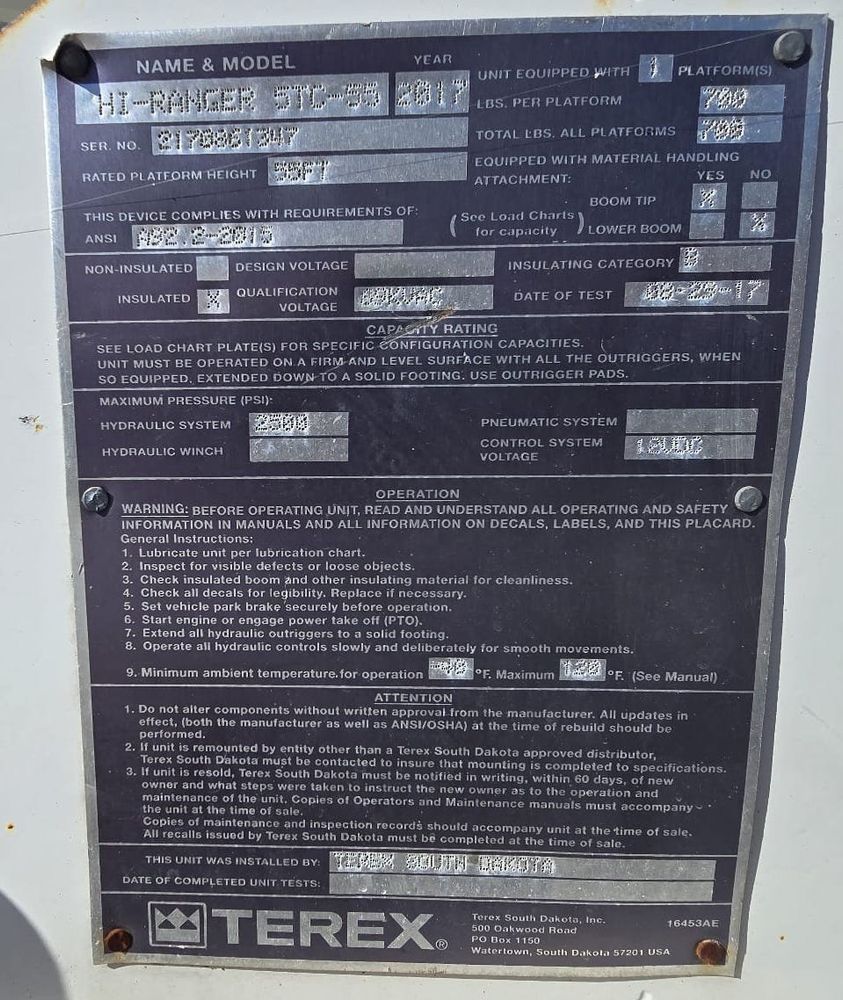 NAME & MODEL
YEAR
HI-RANGER 5TC-55 2017
UNIT EQUIPPED WITH 1 PLATFORM(S)
LBS. PER PLATFORM 700
SER. NO.
TOTAL LBS. ALL PLATFORMS 700
RATED PLATFORM HEIGHT 55FT
EQUIPPED WITH MATERIAL HANDLING
ATTACHMENT: YES NO
BOOM TIP X
THIS DEVICE COMPLIES WITH REQUIREMENTS OF:
(See Load Charts
for capacity) LOWER BOOM X
ANSI A92.2-2015
NON-INSULATED DESIGN VOLTAGE INSULATING CATEGORY
INSULATED X QUALIFICATION
VOLTAGE DATE OF TEST
CAPACITY RATING
SEE LOAD CHART PLATE(S) FOR SPECIFIC CONFIGURATION CAPACITIES.
UNIT MUST BE OPERATED ON A FIRM AND LEVEL SURFACE WITH ALL THE OUTRIGGERS, WHEN
SO EQUIPPED, EXTENDED DOWN TO A SOLID FOOTING. USE OUTRIGGER PADS.
MAXIMUM PRESSURE (PSI):
HYDRAULIC SYSTEM 2500 PNEUMATIC SYSTEM
HYDRAULIC WINCH CONTROL SYSTEM
VOLTAGE 12VDC
OPERATION
WARNING: BEFORE OPERATING UNIT, READ AND UNDERSTAND ALL OPERATING AND SAFETY
INFORMATION IN MANUALS AND ALL INFORMATION ON DECALS, LABELS, AND THIS PLACARD.
General Instructions:
1. Lubricate unit per lubrication chart.
2. Inspect for visible defects or loose objects.
3. Check insulated boom and other insulating material for cleanliness.
4. Check all decals for legibility. Replace if necessary.
5. Set vehicle park brake securely before operation.
6. Start engine or engage power take off (PTO).
7. Extend all hydraulic outriggers to a solid footing.
8. Operate all hydraulic controls slowly and deliberately for smooth movements.
9. Minimum ambient temperature for operation -40 °F. Maximum 120 °F. (See Manual)
ATTENTION
1. Do not alter components without written approval from the manufacturer. All updates in
effect, (both the manufacturer as well as ANSI/OSHA) at the time of rebuild should be
performed.
2. If unit is remounted by entity other than a Terex South Dakota approved distributor,
Terex South Dakota must be contacted to insure that mounting is completed to specifications.
3. If unit is resold, Terex South Dakota must be notified in writing, within 60 days, of new
owner and what steps were taken to instruct the new owner as to the operation and
maintenance of the unit. Copies of Operators and Maintenance manuals must accompany
the unit at the time of sale.
Copies of maintenance and inspection records should accompany unit at the time of sale.
All recalls issued by Terex South Dakota must be completed at the time of sale.
THIS UNIT WAS INSTALLED BY: TEREX SOUTH DAKOTA
DATE OF COMPLETED UNIT TESTS:
TEREX®
Terex South Dakota, Inc.
500 Oakwood Road
PO Box 1150
Watertown, South Dakota 57201 USA
16453AE